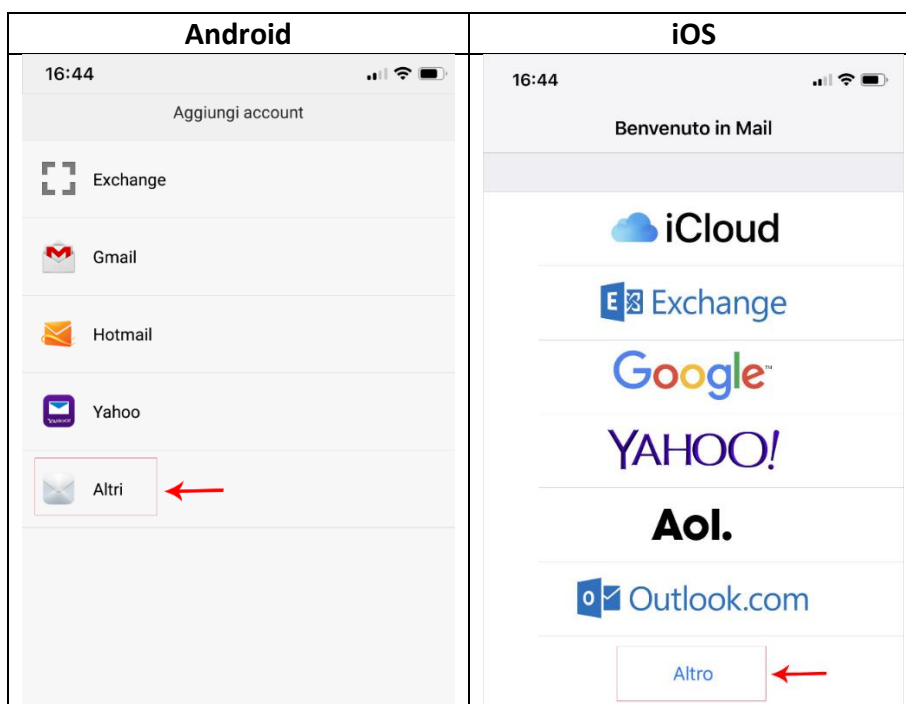 Android
16:44
Aggiungi account
Exchange
Gmail
Hotmail
Yahoo
Altri
iOS
16:44
Benvenuto in Mail
iCloud
Exchange
Google™
YAHOO!
Aol.
Outlook.com
Altro